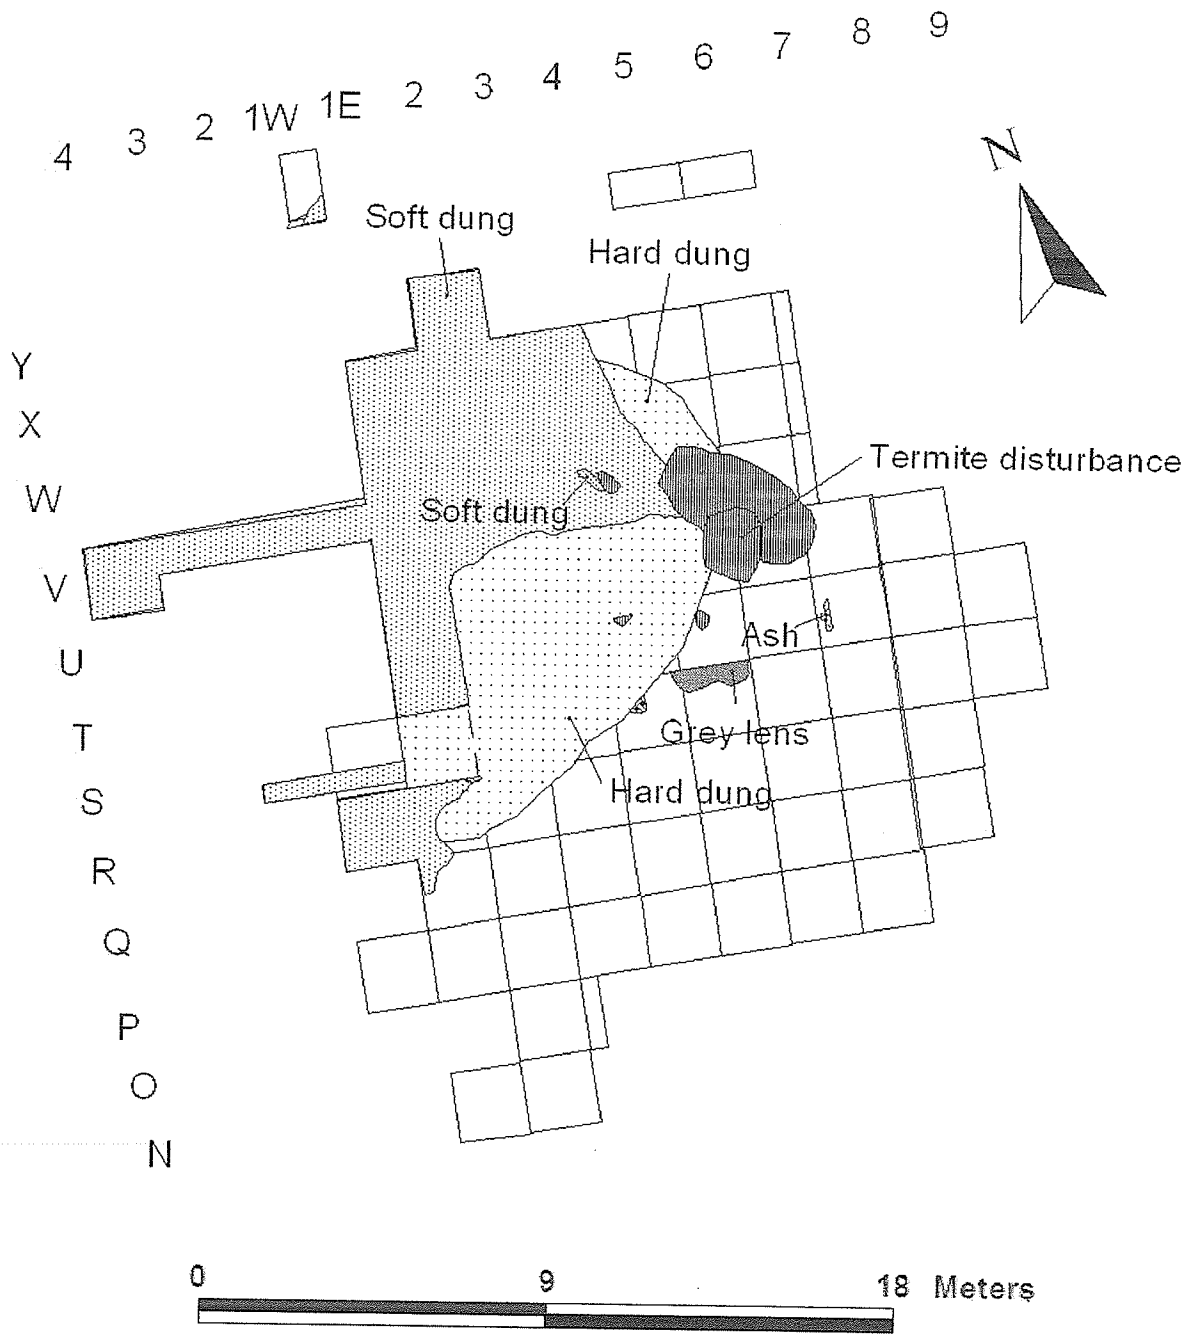 4 3 2 1W 1E 2 3 4 5 6 7 8 9
N
Soft dung
Hard dung
Y
X
Termite disturbance
W
Soft dung
V
Ash
U
T
Grey lens
S
Hard dung
R
Q
P
O
N
0 9 18 Meters